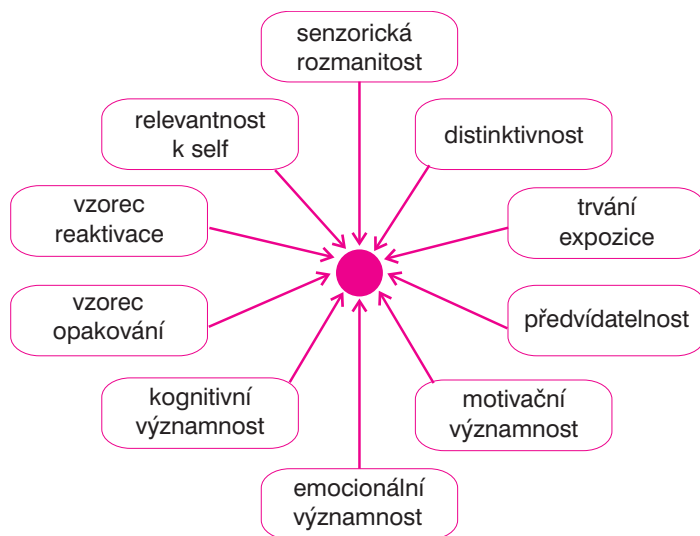 senzorická
rozmanitost
relevantnost
k self
distinktivnost
vzorec
reaktivace
trvání
expozice
vzorec
opakování
předvídatelnost
kognitivní
významnost
motivační
významnost
emocionální
významnost